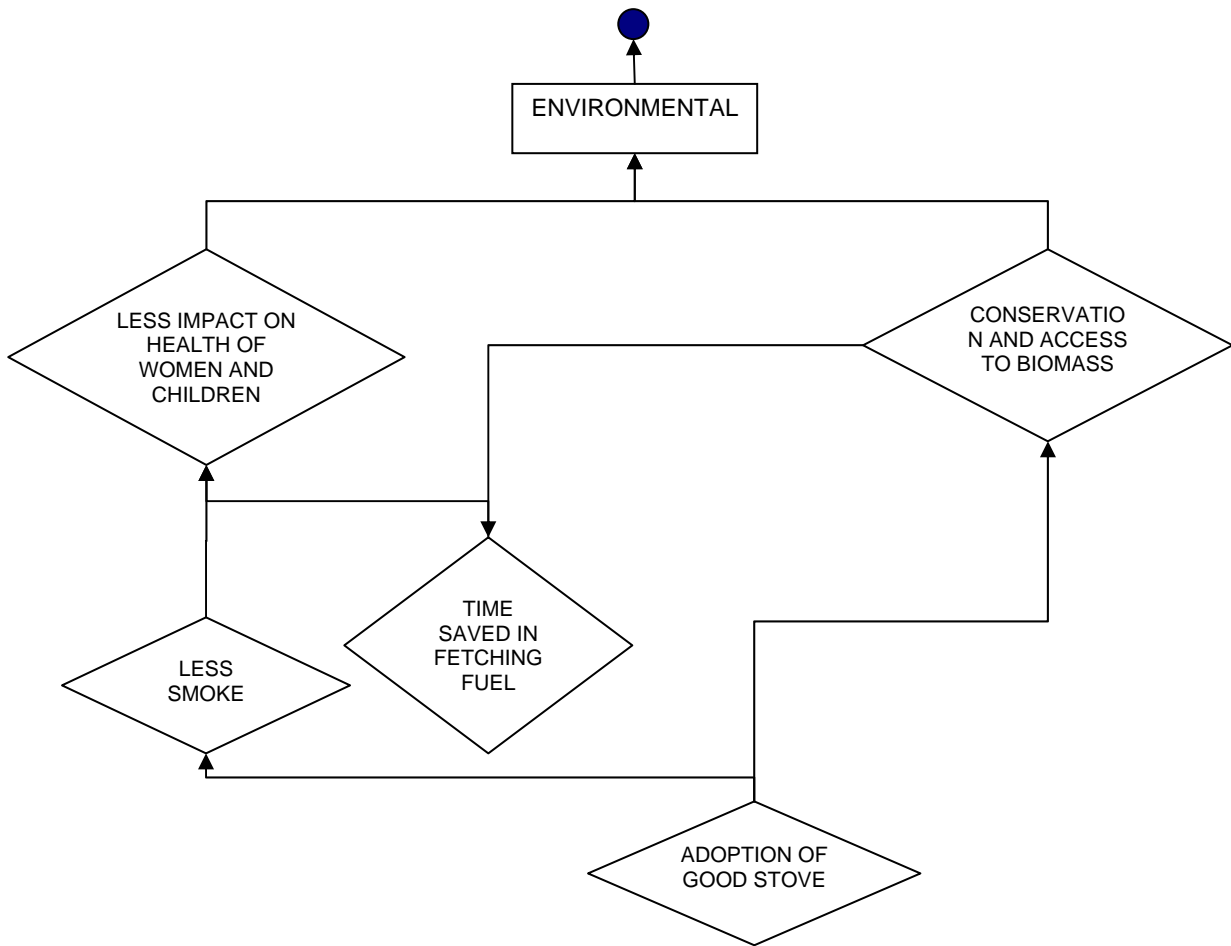 ENVIRONMENTAL
LESS IMPACT ON
HEALTH OF
WOMEN AND
CHILDREN
CONSERVATIO
N AND ACCESS
TO BIOMASS
TIME
SAVED IN
FETCHING
FUEL
LESS
SMOKE
ADOPTION OF
GOOD STOVE